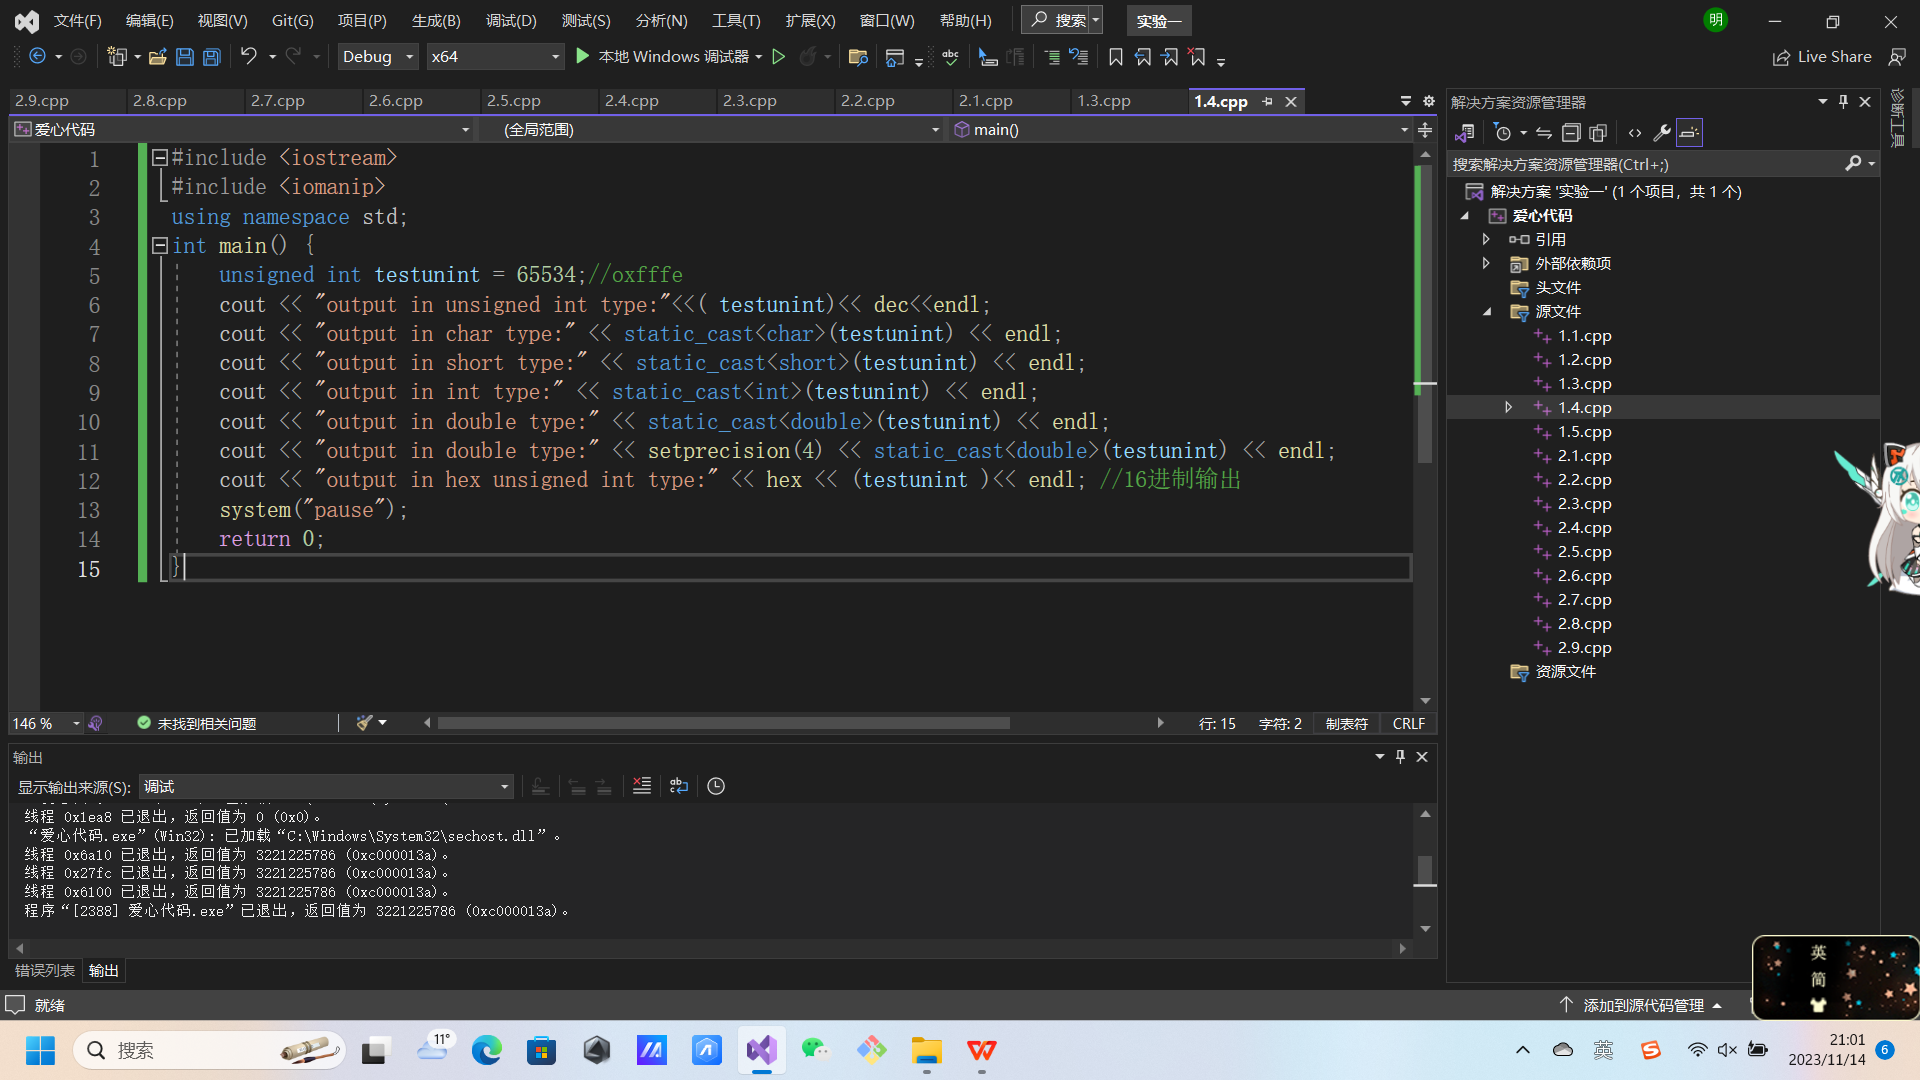 文件(F) 编辑(E) 视图(V) Git(G) 项目(P) 生成(B) 调试(D) 测试(S) 分析(N) 工具(T) 扩展(X) 窗口(W) 帮助(H) 搜索 实验一 明
Debug x64 本地 Windows 调试器 Live Share
2.9.cpp 2.8.cpp 2.7.cpp 2.6.cpp 2.5.cpp 2.4.cpp 2.3.cpp 2.2.cpp 2.1.cpp 1.3.cpp 1.4.cpp
爱心代码 (全局范围) main()
1 #include <iostream>
2 #include <iomanip>
3 using namespace std;
4 int main() {
5 unsigned int testunint = 65534;//oxfffe
6 cout << "output in unsigned int type:"<<( testunint)<< dec<<endl;
7 cout << "output in char type:" << static_cast<char>(testunint) << endl;
8 cout << "output in short type:" << static_cast<short>(testunint) << endl;
9 cout << "output in int type:" << static_cast<int>(testunint) << endl;
10 cout << "output in double type:" << static_cast<double>(testunint) << endl;
11 cout << "output in double type:" << setprecision(4) << static_cast<double>(testunint) << endl;
12 cout << "output in hex unsigned int type:" << hex << (testunint )<< endl; //16进制输出
13 system("pause");
14 return 0;
15 }
146 % 未找到相关问题 行: 15 字符: 2 制表符 CRLF
输出
显示输出来源(S): 调试
线程 0x1ea8 已退出，返回值为 0 (0x0)。
“爱心代码.exe”(Win32): 已加载“C:\Windows\System32\sechost.dll”。
线程 0x6a10 已退出，返回值为 3221225786 (0xc000013a)。
线程 0x27fc 已退出，返回值为 3221225786 (0xc000013a)。
线程 0x6100 已退出，返回值为 3221225786 (0xc000013a)。
程序“[2388] 爱心代码.exe”已退出，返回值为 3221225786 (0xc000013a)。
错误列表 输出
就绪 添加到源代码管理
解决方案资源管理器
搜索解决方案资源管理器(Ctrl+;)
解决方案 '实验一' (1 个项目，共 1 个)
爱心代码
引用
外部依赖项
头文件
源文件
1.1.cpp
1.2.cpp
1.3.cpp
1.4.cpp
1.5.cpp
2.1.cpp
2.2.cpp
2.3.cpp
2.4.cpp
2.5.cpp
2.6.cpp
2.7.cpp
2.8.cpp
2.9.cpp
资源文件
诊断工具
英
简
搜索 11° 英 21:01
2023/11/14 6